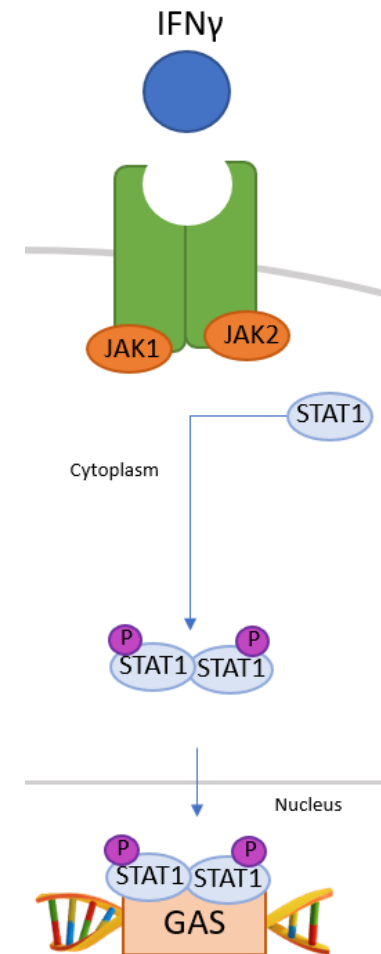 IFNγ
JAK1
JAK2
STAT1
Cytoplasm
P
P
STAT1
STAT1
Nucleus
P
P
STAT1
STAT1
GAS